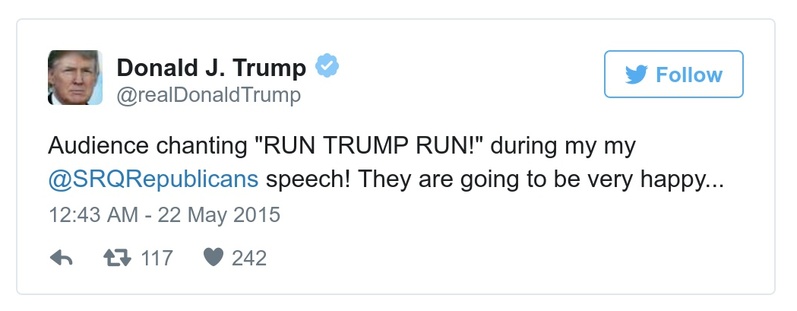 Donald J. Trump
@realDonaldTrump
Follow
Audience chanting "RUN TRUMP RUN!" during my my
@SRQRepublicans speech! They are going to be very happy...
12:43 AM - 22 May 2015
117 242